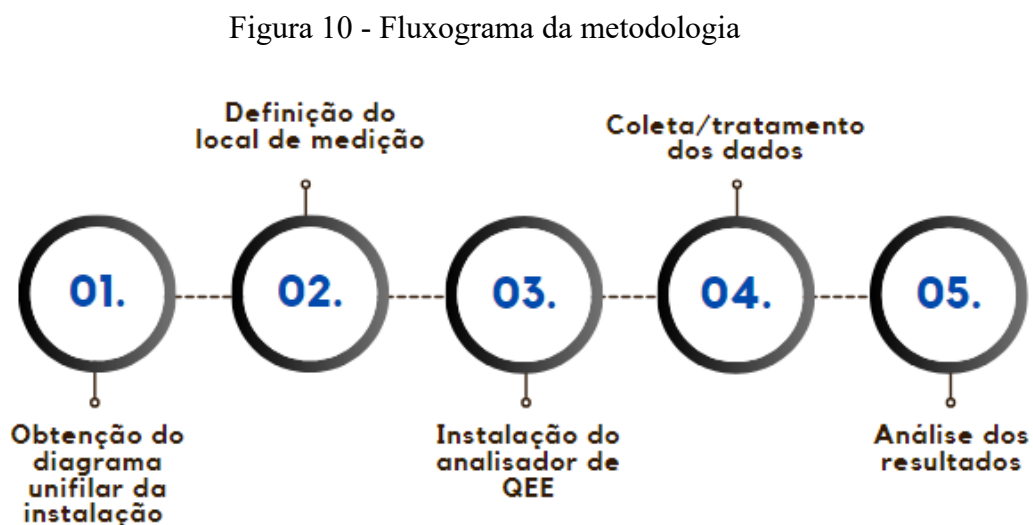 Figura 10 - Fluxograma da metodologia
Definição do
local de medição
Coleta/tratamento
dos dados
01.
02.
03.
04.
05.
Obtenção do
diagrama
unifilar da
instalação
Instalação do
analisador de
QEE
Análise dos
resultados